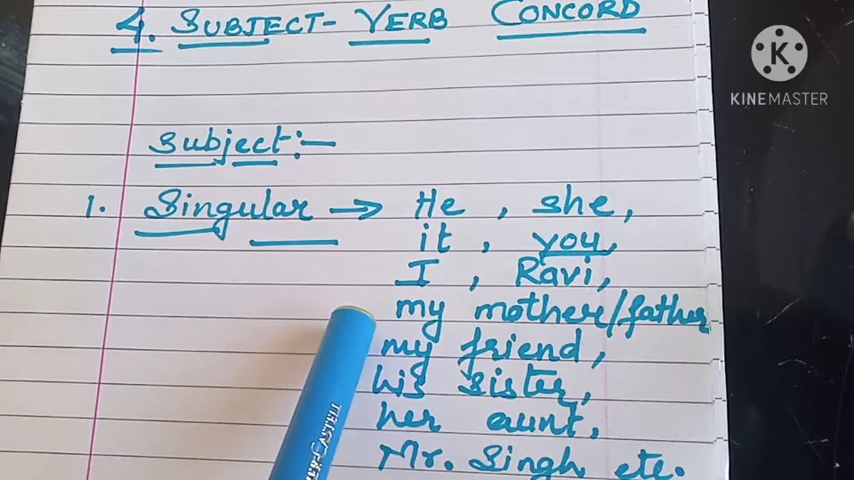 4. SUBJECT- VERB CONCORD
K
KINEMASTER
Subject:-
1. Singular → He, she,
it, you,
I, Ravi,
my mother/father
my friend,
his sister,
her aunt,
Mr. Singh, etc.